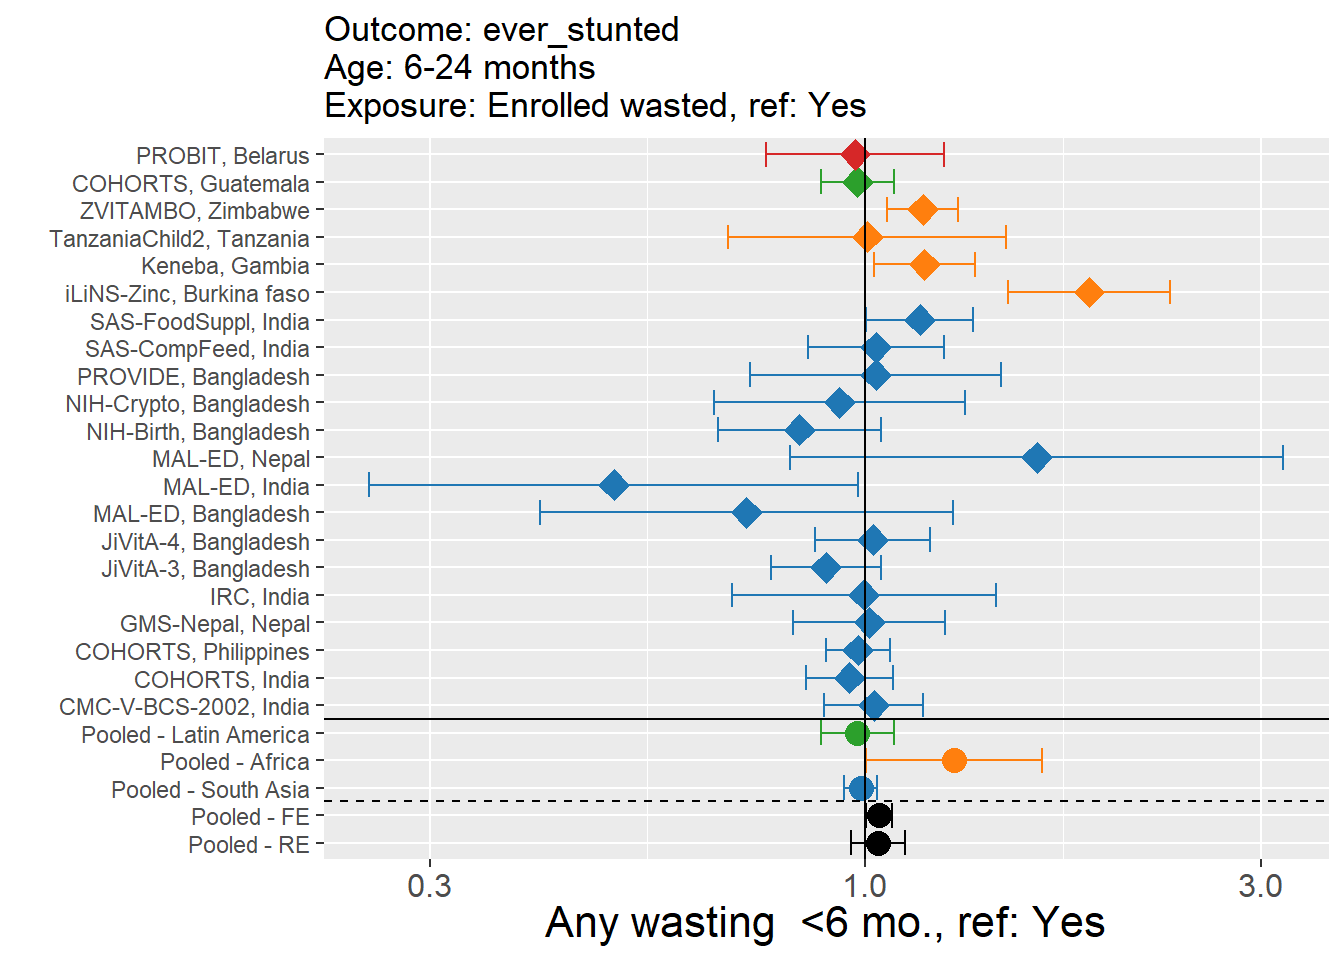 Outcome: ever_stunted
Age: 6-24 months
Exposure: Enrolled wasted, ref: Yes
PROBIT, Belarus
COHORTS, Guatemala
ZVITAMBO, Zimbabwe
TanzaniaChild2, Tanzania
Keneba, Gambia
iLiNS-Zinc, Burkina faso
SAS-FoodSuppl, India
SAS-CompFeed, India
PROVIDE, Bangladesh
NIH-Crypto, Bangladesh
NIH-Birth, Bangladesh
MAL-ED, Nepal
MAL-ED, India
MAL-ED, Bangladesh
JiVitA-4, Bangladesh
JiVitA-3, Bangladesh
IRC, India
GMS-Nepal, Nepal
COHORTS, Philippines
COHORTS, India
CMC-V-BCS-2002, India
Pooled - Latin America
Pooled - Africa
Pooled - South Asia
Pooled - FE
Pooled - RE
0.3 1.0 3.0
Any wasting  <6 mo., ref: Yes